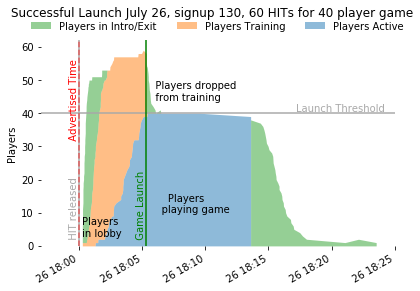 Successful Launch July 26, signup 130, 60 HITs for 40 player game
Players in Intro/Exit
Players Training
Players Active
60
50
40
30
20
10
0
Players
Advertised Time
HIT released
Game Launch
Players dropped
from training
Launch Threshold
Players
in lobby
Players
playing game
26 18:00
26 18:05
26 18:10
26 18:15
26 18:20
26 18:25